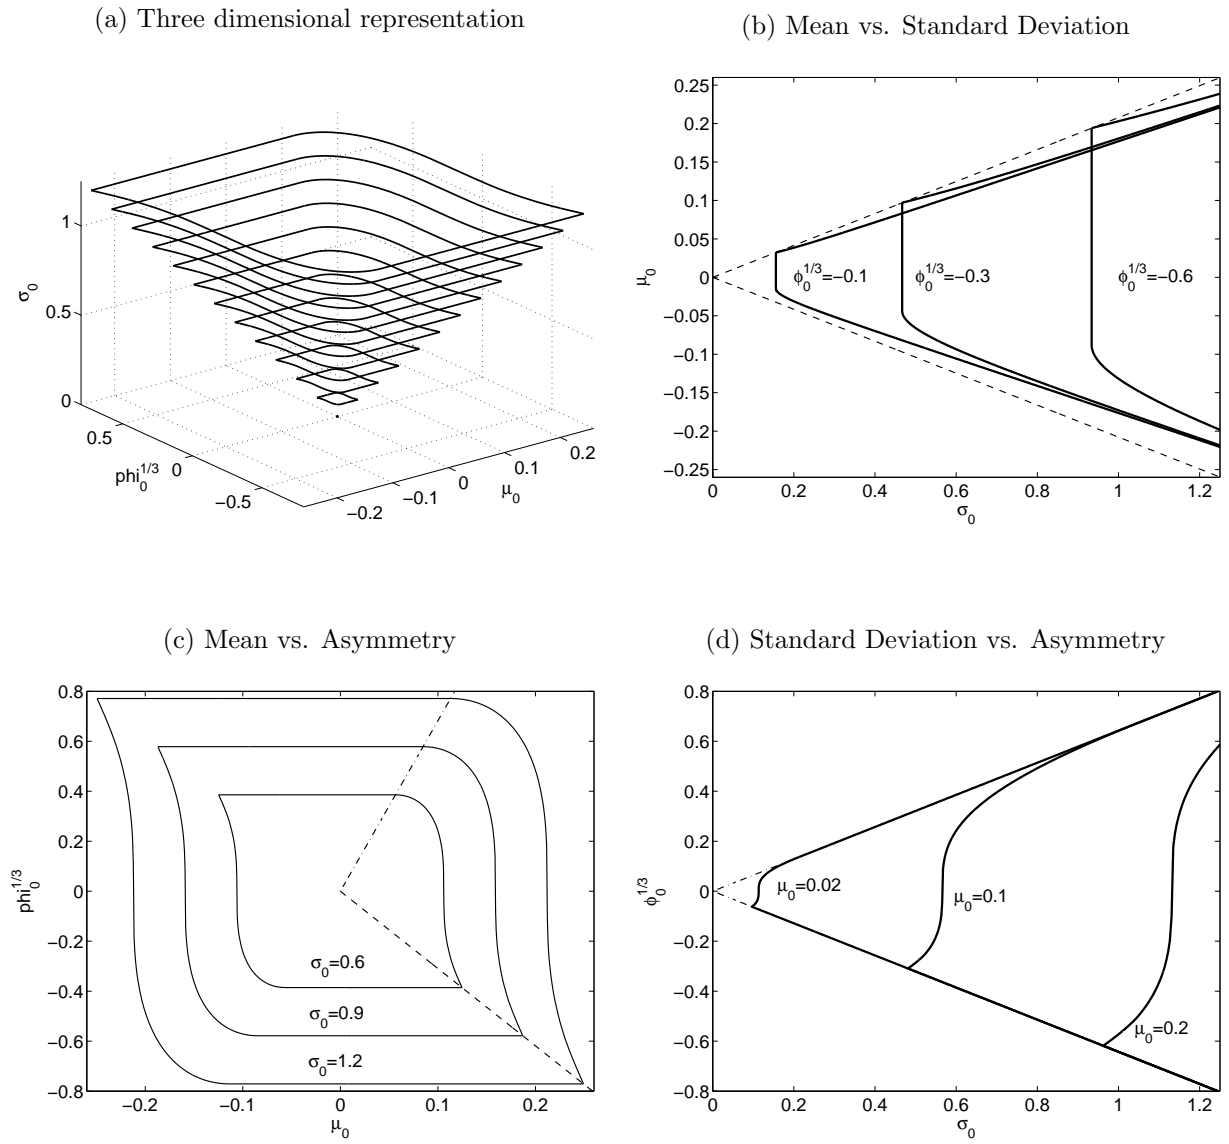 (a) Three dimensional representation
1
0.5
0
σ0
0.5
0
−0.5
phi0^1/3
−0.2
−0.1
0
0.1
0.2
μ0
(b) Mean vs. Standard Deviation
0.25
0.2
0.15
0.1
0.05
0
−0.05
−0.1
−0.15
−0.2
−0.25
μ0
ϕ0^1/3=−0.1
ϕ0^1/3=−0.3
ϕ0^1/3=−0.6
0 0.2 0.4 0.6 0.8 1 1.2
σ0
(c) Mean vs. Asymmetry
0.8
0.6
0.4
0.2
0
−0.2
−0.4
−0.6
−0.8
phi0^1/3
σ0=0.6
σ0=0.9
σ0=1.2
−0.2 −0.1 0 0.1 0.2
μ0
(d) Standard Deviation vs. Asymmetry
0.8
0.6
0.4
0.2
0
−0.2
−0.4
−0.6
−0.8
ϕ0^1/3
μ0=0.02
μ0=0.1
μ0=0.2
0 0.2 0.4 0.6 0.8 1 1.2
σ0